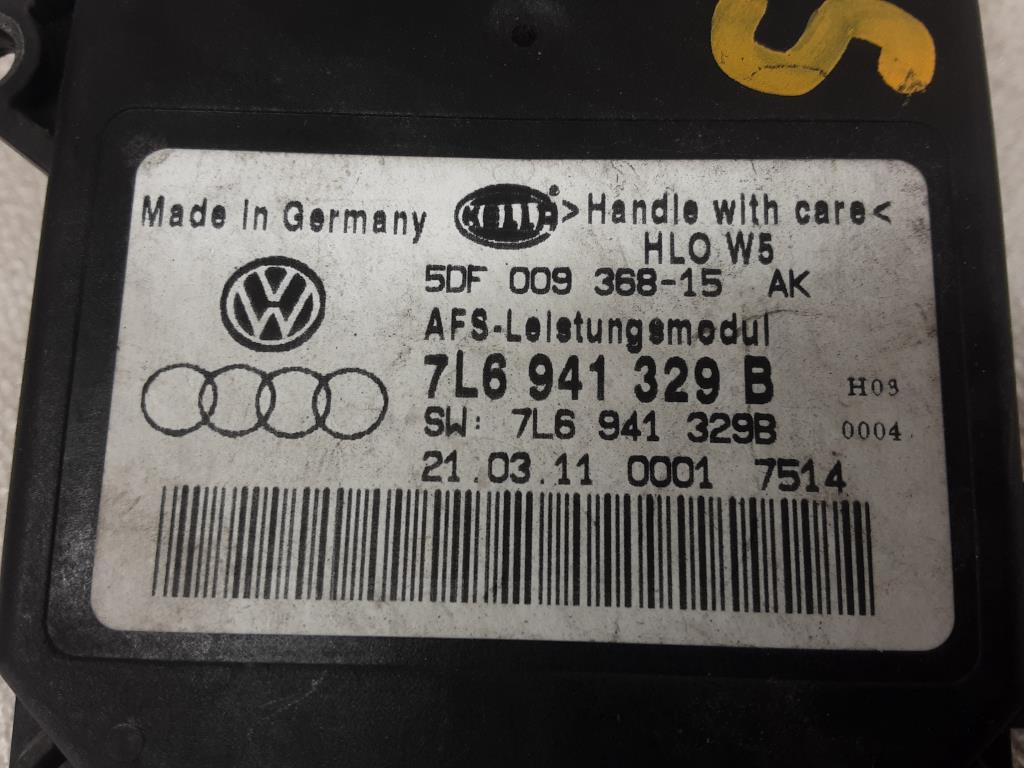 S
Made in Germany HELLA® >Handle with care<
HLO W5
5DF 009 368-15 AK
AFS-Leistungsmodul
7L6 941 329 B H03
SW: 7L6 941 329B 0004
21.03.11 0001 7514